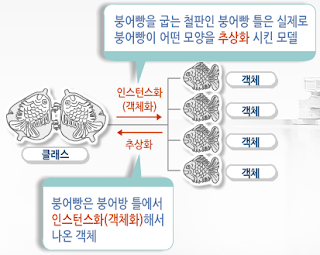 붕어빵을 굽는 철판인 붕어빵 틀은 실제로
붕어빵이 어떤 모양을 추상화 시킨 모델
인스턴스화
(객체화)
추상화
클래스
객체
객체
객체
객체
붕어빵은 붕어방 틀에서
인스턴스화(객체화)해서
나온 객체